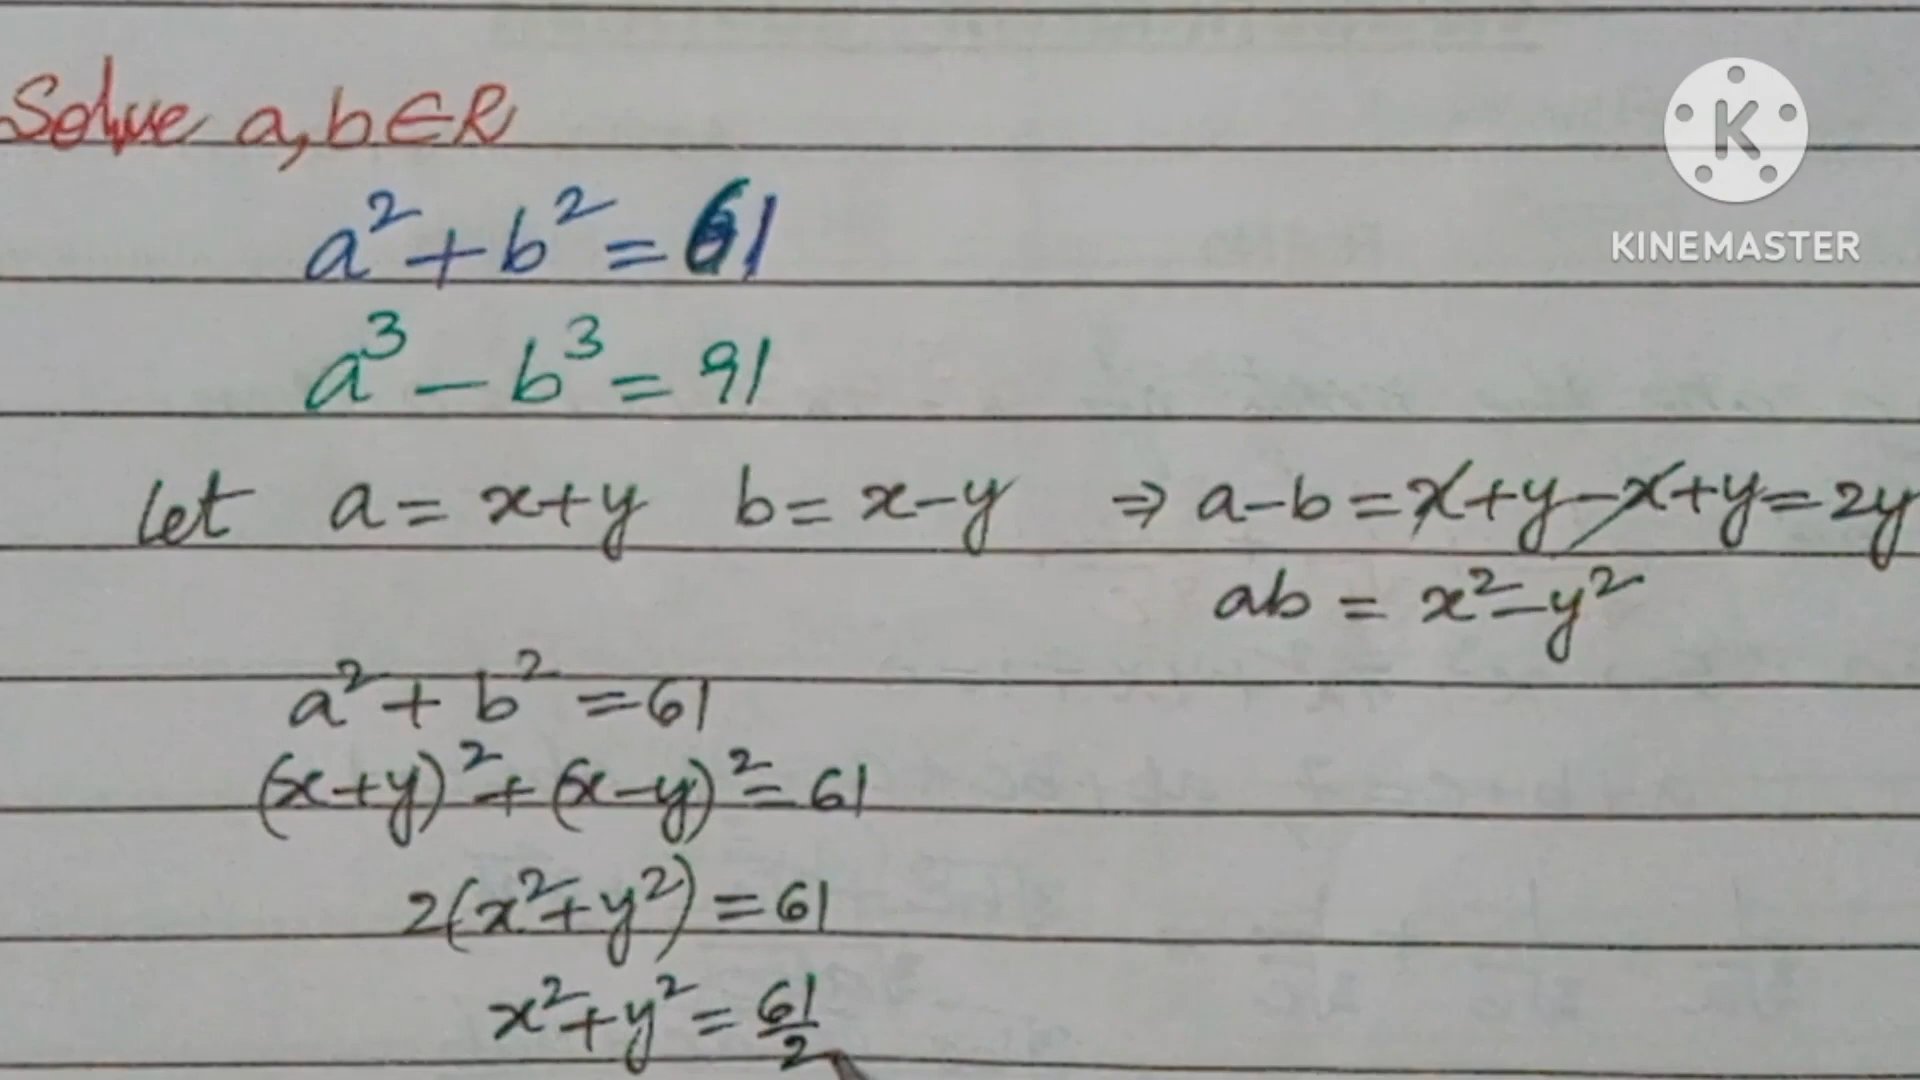 Solve a, b ∈ R
K
KINEMASTER
a² + b² = 61
a³ - b³ = 91
let a = x+y b = x-y ⇒ a-b = x+y-x+y = 2y
ab = x²-y²
a² + b² = 61
(x+y)² + (x-y)² = 61
2(x²+y²) = 61
x²+y² = 61/2